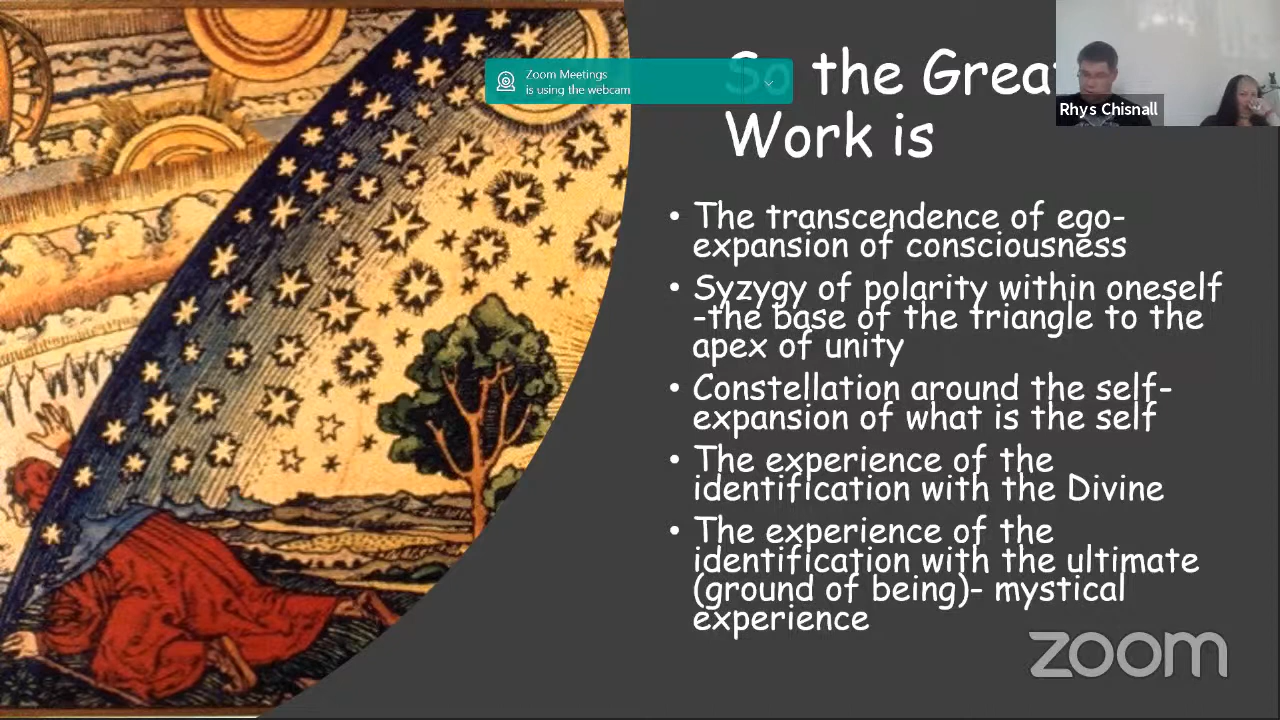 So the Grea
Work is
Zoom Meetings
is using the webcam
Rhys Chisnall
• The transcendence of ego-
expansion of consciousness
• Syzygy of polarity within oneself
-the base of the triangle to the
apex of unity
• Constellation around the self-
expansion of what is the self
• The experience of the
identification with the Divine
• The experience of the
identification with the ultimate
(ground of being)- mystical
experience
zoom